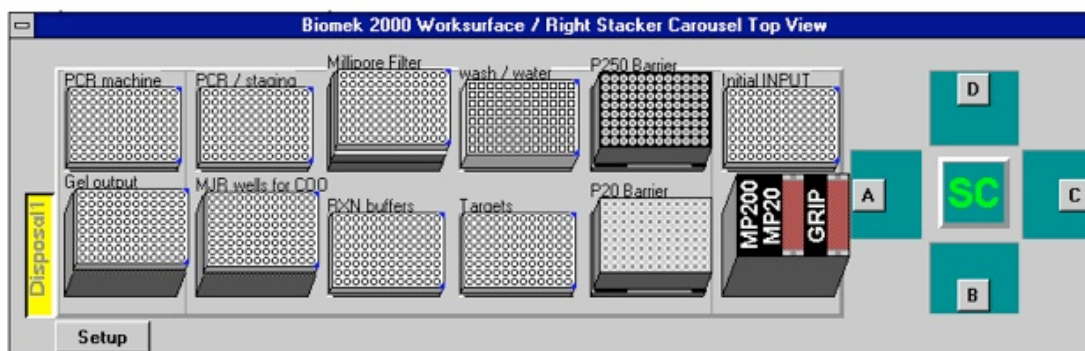 Biomek 2000 Worksurface / Right Stacker Carousel Top View
PCR machine
PCR / staging
Millipore Filter
wash / water
P250 Barrier
Initial INPUT
Gel output
MJR wells for COO
RXN buffers
Targets
P20 Barrier
MP200
MP20
GRIP
Disposal1
D
A
SC
C
B
Setup